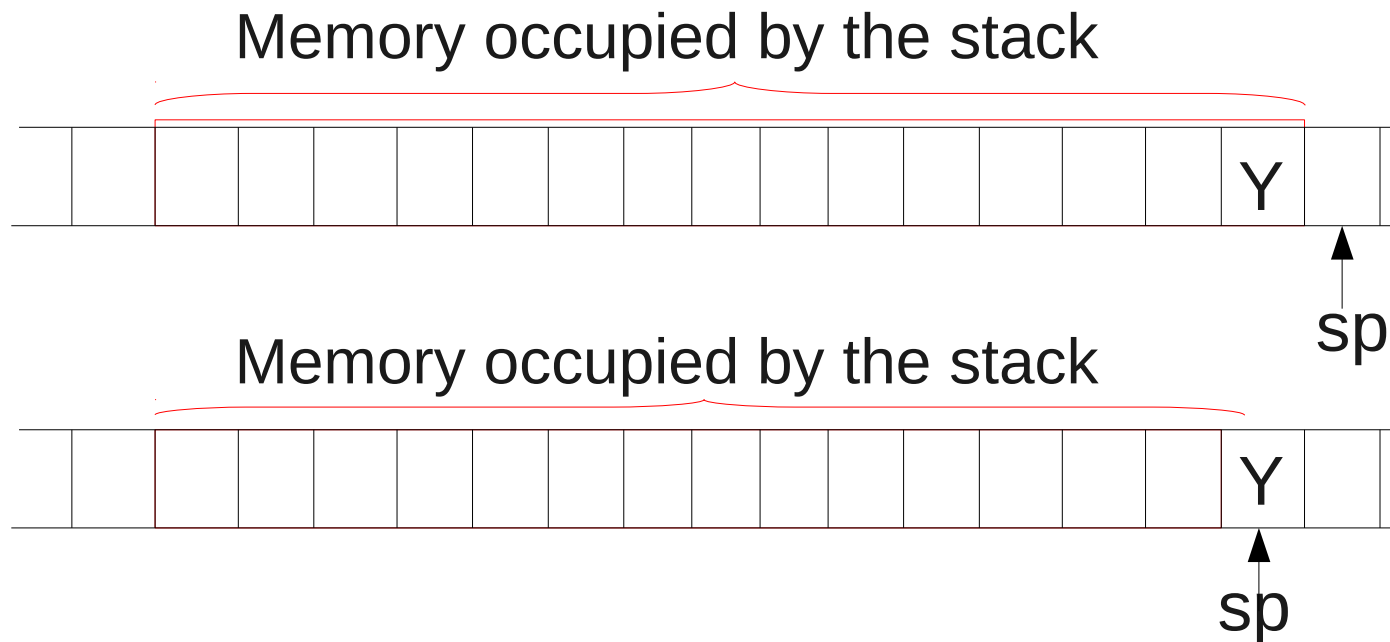 Memory occupied by the stack
Y
sp
Memory occupied by the stack
Y
sp